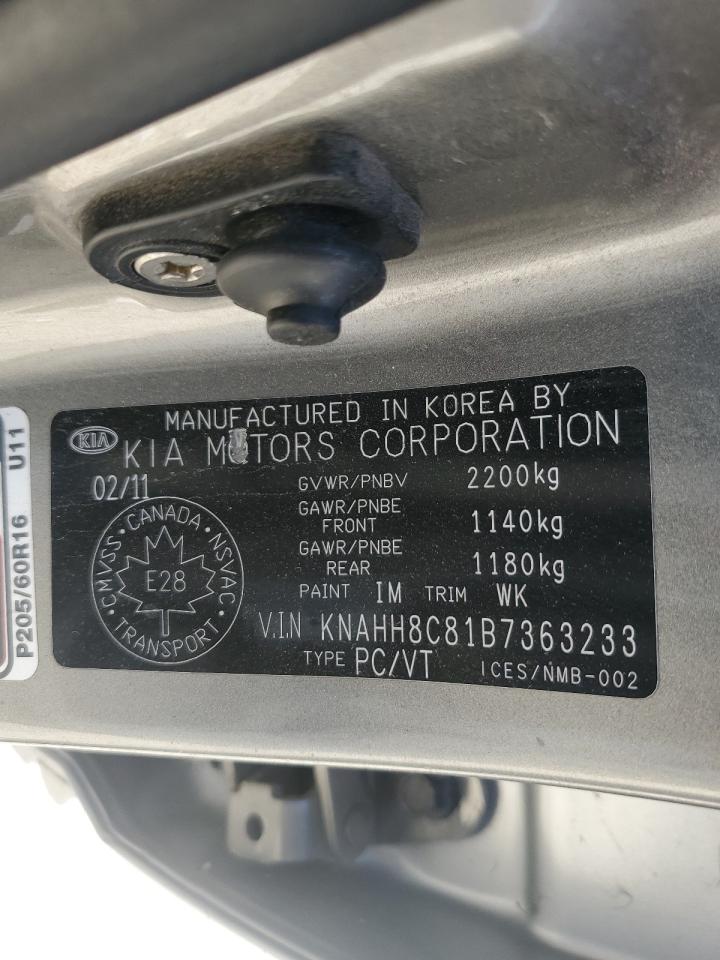 MANUFACTURED IN KOREA BY
KIA
KIA MOTORS CORPORATION
02/11
GVWR/PNBV 2200kg
GAWR/PNBE FRONT 1140kg
GAWR/PNBE REAR 1180kg
PAINT IM TRIM WK
V.I.N KNAHH8C81B7363233
TYPE PC/VT
ICES/NMB-002
CANADA
CMVSS NSVAC
E28
TRANSPORT
P205/60R16 U11